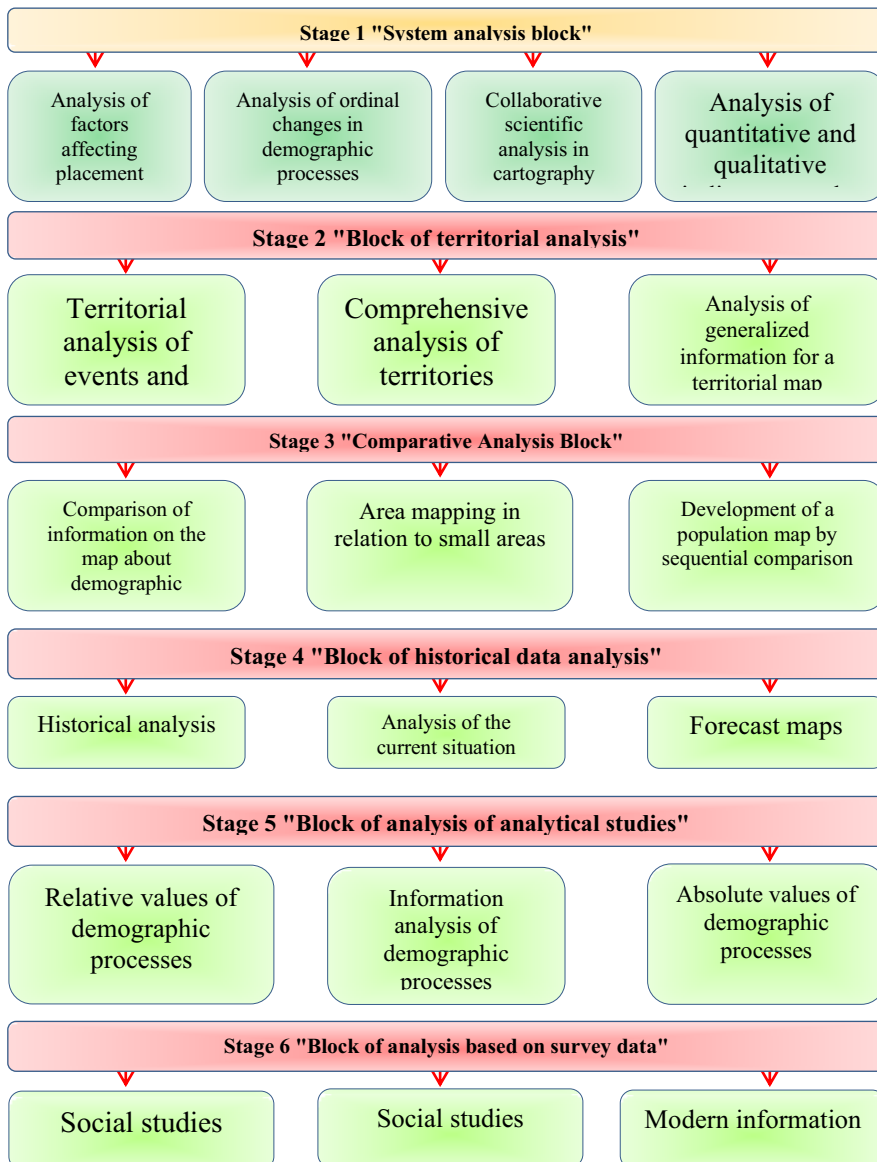 Stage 1 "System analysis block"
Analysis of
factors
affecting
placement
Analysis of ordinal
changes in
demographic
processes
Collaborative
scientific
analysis in
cartography
Analysis of
quantitative and
qualitative
Stage 2 "Block of territorial analysis"
Territorial
analysis of
events and
Comprehensive
analysis of
territories
Analysis of
generalized
information for a
territorial map
Stage 3 "Comparative Analysis Block"
Comparison of
information on the
map about
demographic
Area mapping in
relation to small areas
Development of a
population map by
sequential comparison
Stage 4 "Block of historical data analysis"
Historical analysis
Analysis of the
current situation
Forecast maps
Stage 5 "Block of analysis of analytical studies"
Relative values of
demographic
processes
Information
analysis of
demographic
processes
Absolute values of
demographic
processes
Stage 6 "Block of analysis based on survey data"
Social studies
Social studies
Modern information